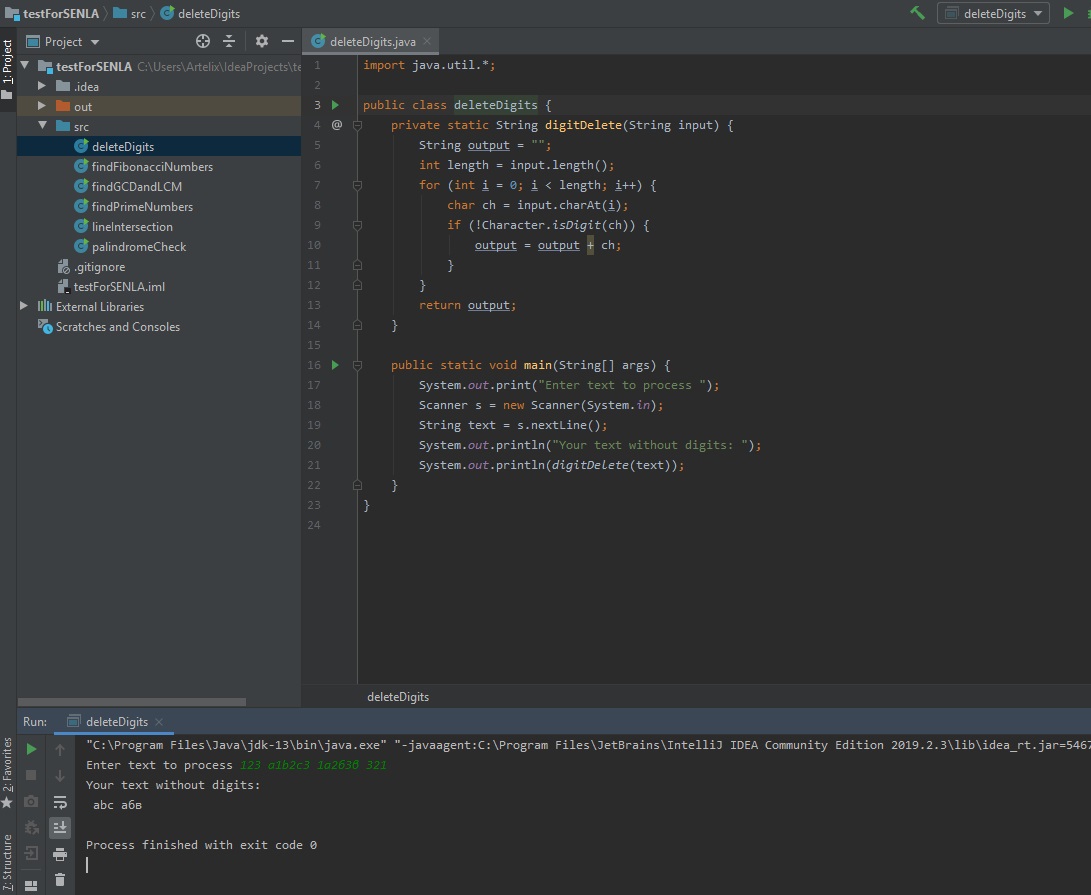 testForSENLA src deleteDigits
deleteDigits
1: Project
Project
deleteDigits.java
testForSENLA C:\Users\Artelix\IdeaProjects\te
.idea
out
src
deleteDigits
findFibonacciNumbers
findGCDandLCM
findPrimeNumbers
lineIntersection
palindromeCheck
.gitignore
testForSENLA.iml
External Libraries
Scratches and Consoles
1 import java.util.*;
2
3 public class deleteDigits {
4 @ private static String digitDelete(String input) {
5 String output = "";
6 int length = input.length();
7 for (int i = 0; i < length; i++) {
8 char ch = input.charAt(i);
9 if (!Character.isDigit(ch)) {
10 output = output + ch;
11 }
12 }
13 return output;
14 }
15
16 public static void main(String[] args) {
17 System.out.print("Enter text to process ");
18 Scanner s = new Scanner(System.in);
19 String text = s.nextLine();
20 System.out.println("Your text without digits: ");
21 System.out.println(digitDelete(text));
22 }
23 }
24
deleteDigits
Run: deleteDigits
"C:\Program Files\Java\jdk-13\bin\java.exe" "-javaagent:C:\Program Files\JetBrains\IntelliJ IDEA Community Edition 2019.2.3\lib\idea_rt.jar=5467
Enter text to process 123 a1b2c3 1а2б3в 321
Your text without digits:
abc абв
Process finished with exit code 0
2: Favorites
7: Structure